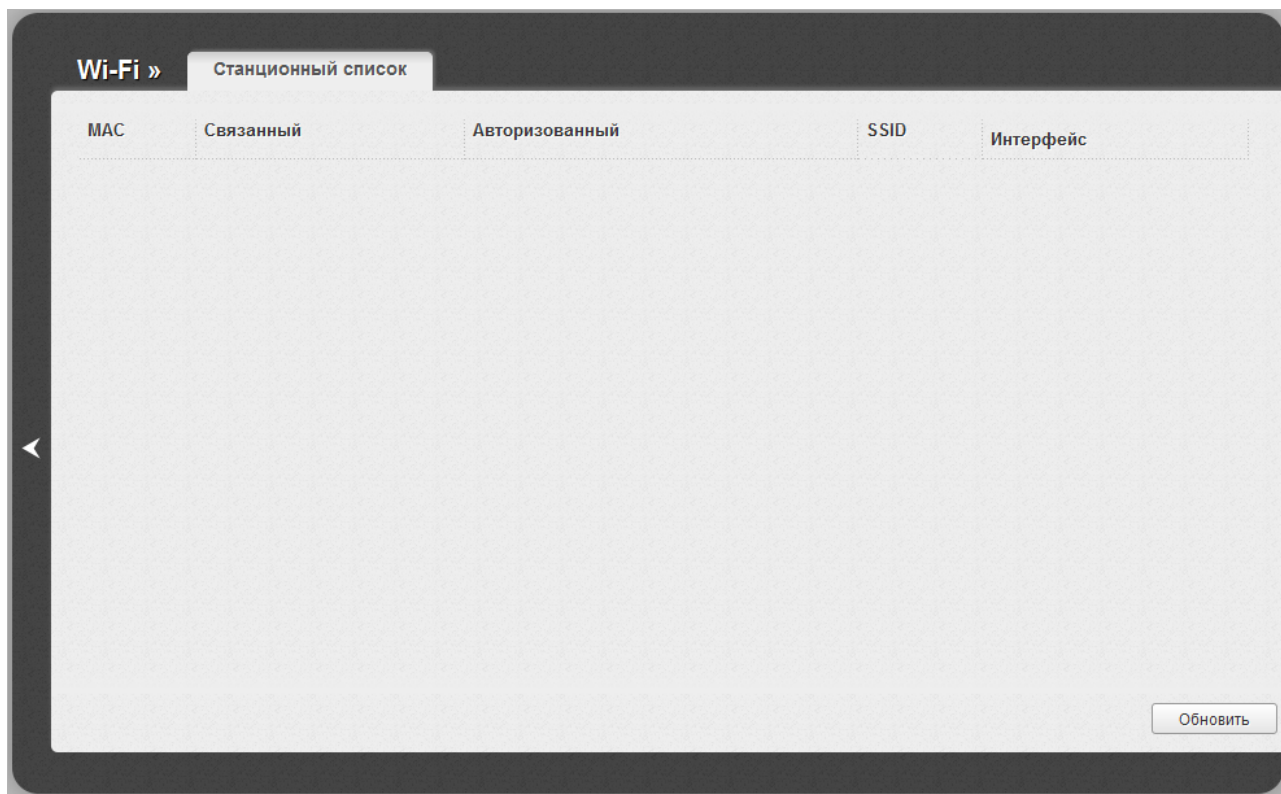 Wi-Fi » Станционный список
MAC Связанный Авторизованный SSID Интерфейс
Обновить